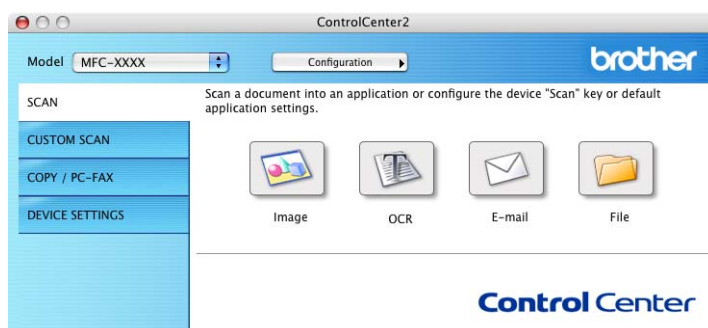 ControlCenter2
Model MFC-XXXX Configuration brother
SCAN
Scan a document into an application or configure the device "Scan" key or default
application settings.
CUSTOM SCAN
COPY / PC-FAX
DEVICE SETTINGS
Image OCR E-mail File
Control Center